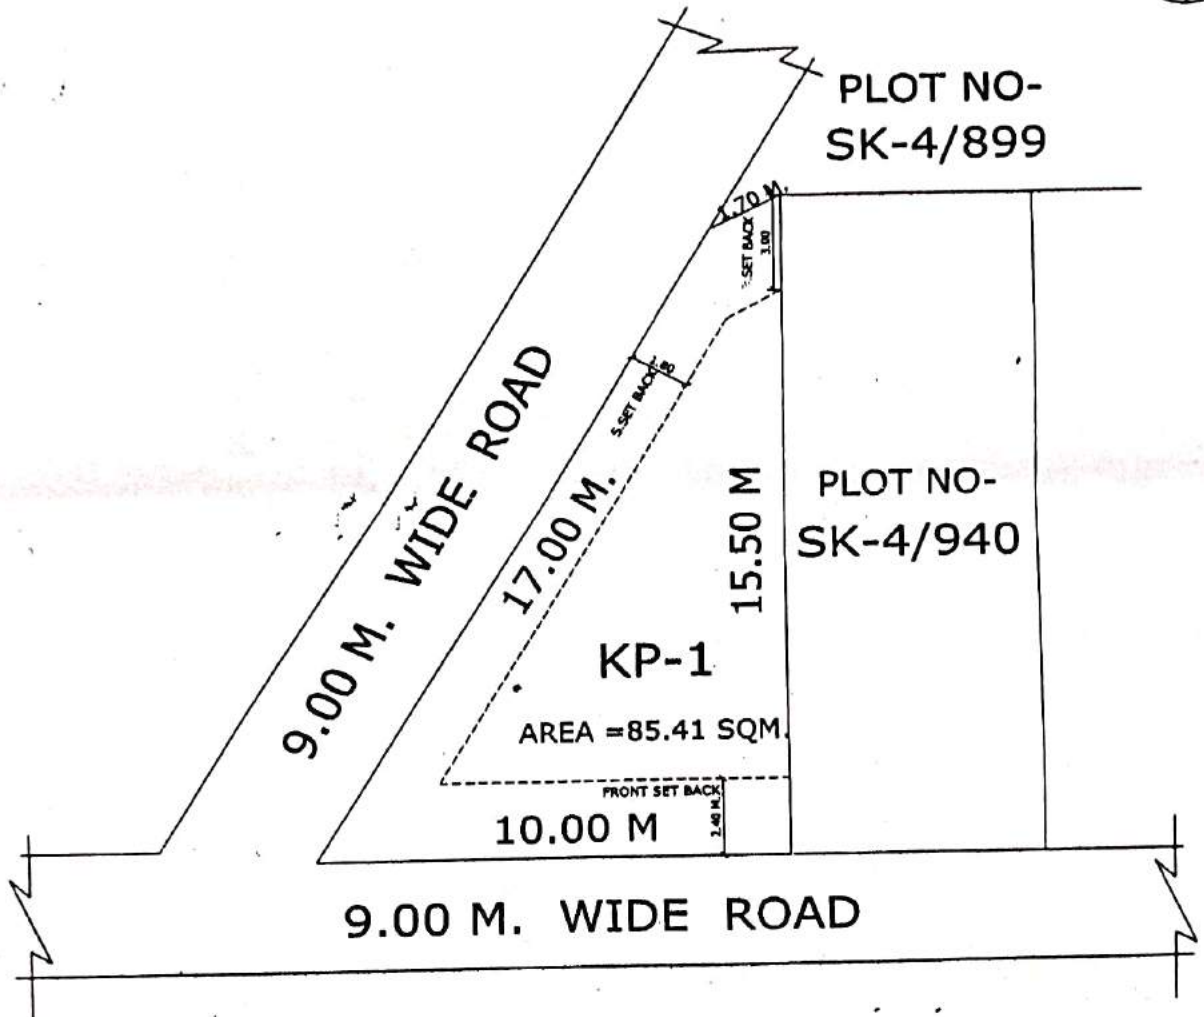 PLOT NO-
SK-4/899
1.70 M.
SET BACK
3.00
9.00 M. WIDE ROAD
S.SET BACK
17.00 M.
15.50 M
PLOT NO-
SK-4/940
KP-1
AREA =85.41 SQM.
FRONT SET BACK
2.40 M.
10.00 M
9.00 M. WIDE ROAD